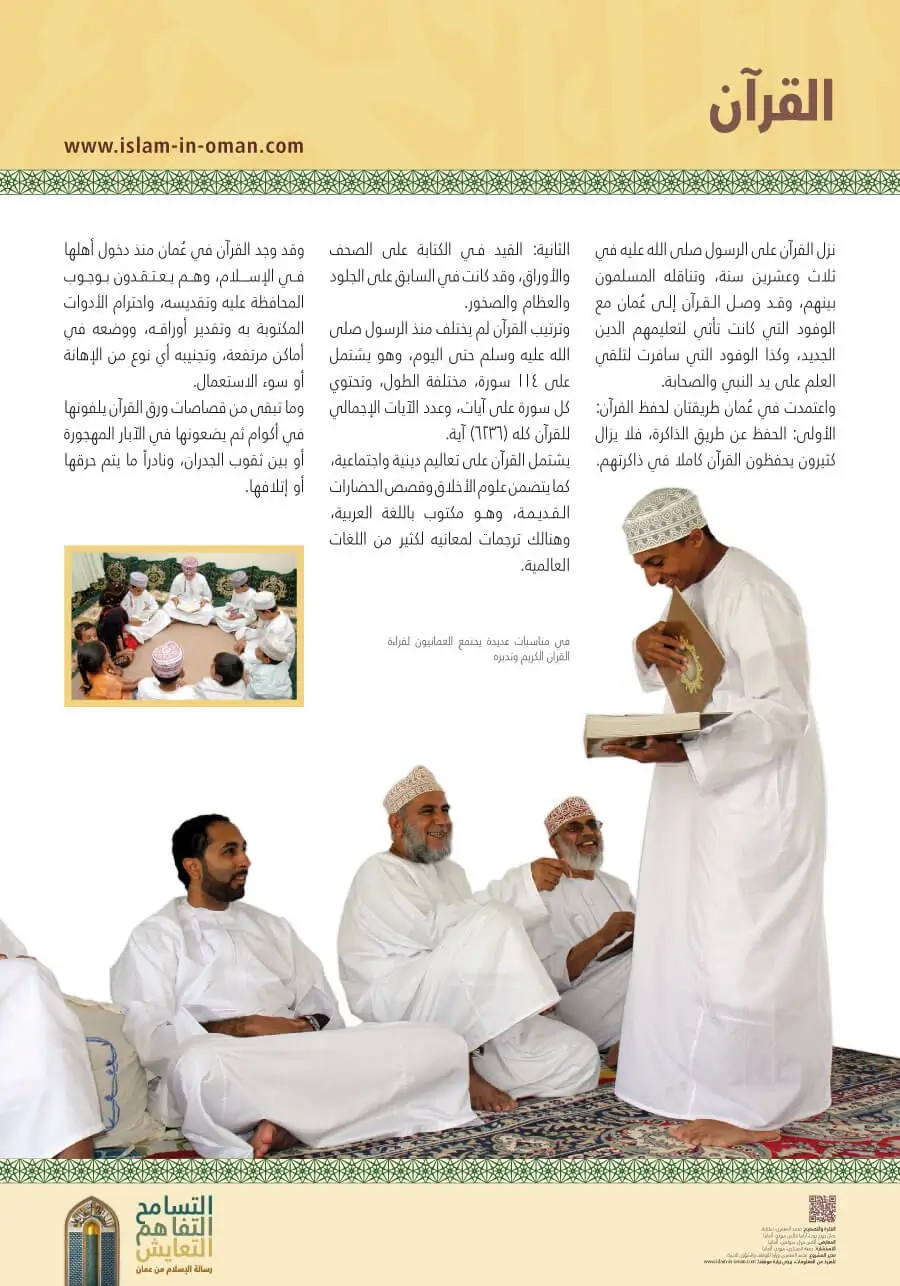 القرآن
www.islam-in-oman.com
نزل القرآن على الرسول صلى الله عليه في
ثلاث وعشرين سنة، وتناقله المسلمون
بينهم، وقد وصل القرآن إلى عُمان مع
الوفود التي كانت تأتي لتعليمهم الدين
الجديد، وكذا الوفود التي سافرت لتلقي
العلم على يد النبي والصحابة.
واعتمدت في عُمان طريقتان لحفظ القرآن:
الأولى: الحفظ عن طريق الذاكرة، فلا يزال
كثيرون يحفظون القرآن كاملا في ذاكرتهم.
الثانية: القيد في الكتابة على الصحف
والأوراق، وقد كانت في السابق على الجلود
والعظام والصخور.
وترتيب القرآن لم يختلف منذ الرسول صلى
الله عليه وسلم حتى اليوم، وهو يشتمل
على ١١٤ سورة، مختلفة الطول، وتحتوي
كل سورة على آيات، وعدد الآيات الإجمالي
للقرآن كله (٦٢٣٦) آية.
يشتمل القرآن على تعاليم دينية واجتماعية،
كما يتضمن علوم الأخلاق وقصص الحضارات
القديمة، وهو مكتوب باللغة العربية،
وهنالك ترجمات لمعانيه لكثير من اللغات
العالمية.
وقد وجد القرآن في عُمان منذ دخول أهلها
في الإسلام، وهم يعتقدون بوجوب
المحافظة عليه وتقديسه، واحترام الأدوات
المكتوبة به وتقدير أوراقه، ووضعه في
أماكن مرتفعة، وتجنيبه أي نوع من الإهانة
أو سوء الاستعمال.
وما تبقى من قصاصات ورق القرآن يلفونها
في أكوام ثم يضعونها في الآبار المهجورة
أو بين ثقوب الجدران، ونادراً ما يتم حرقها
أو إتلافها.
في مناسبات عديدة يجتمع العمانيون لقراءة
القرآن الكريم وتدبره
التسامح
التفاهم
التعايش
رسالة الإسلام من عمان